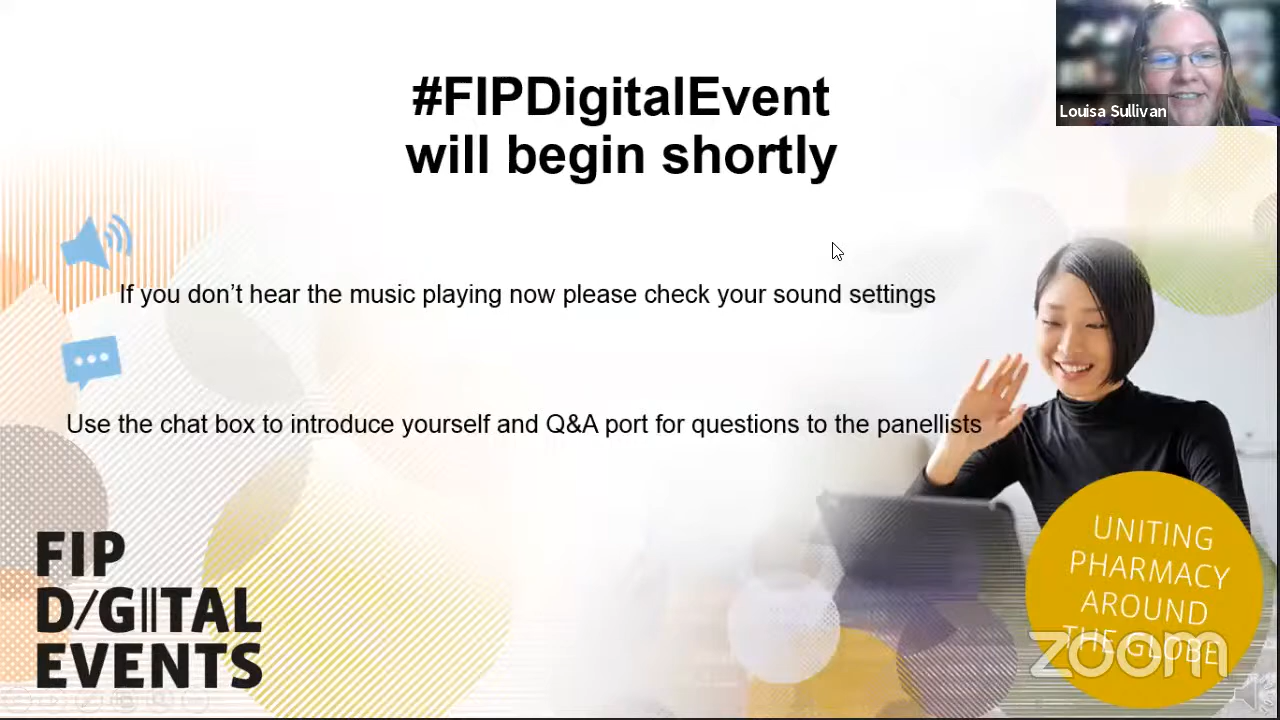 #FIPDigitalEvent
will begin shortly
Louisa Sullivan
If you don’t hear the music playing now please check your sound settings
Use the chat box to introduce yourself and Q&A port for questions to the panellists
FIP
DIGITAL
EVENTS
UNITING
PHARMACY
AROUND
THE GLOBE
zoom